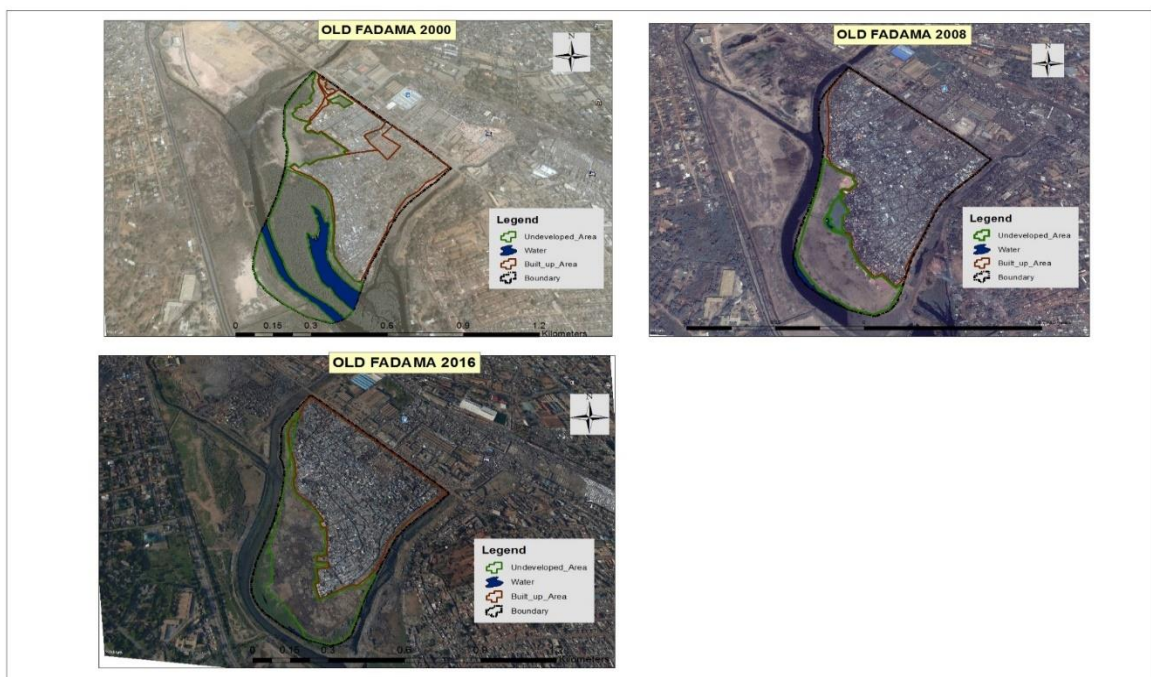 OLD FADAMA 2000
N
Legend
Undeveloped_Area
Water
Built_up_Area
Boundary
0 0.15 0.3 0.6 0.9 1.2
Kilometers
OLD FADAMA 2008
N
Legend
Undeveloped_Area
Water
Built_up_Area
Boundary
OLD FADAMA 2016
Legend
Undeveloped_Area
Water
Built_up_Area
Boundary
0 0.15 0.3 0.6
Kilometers